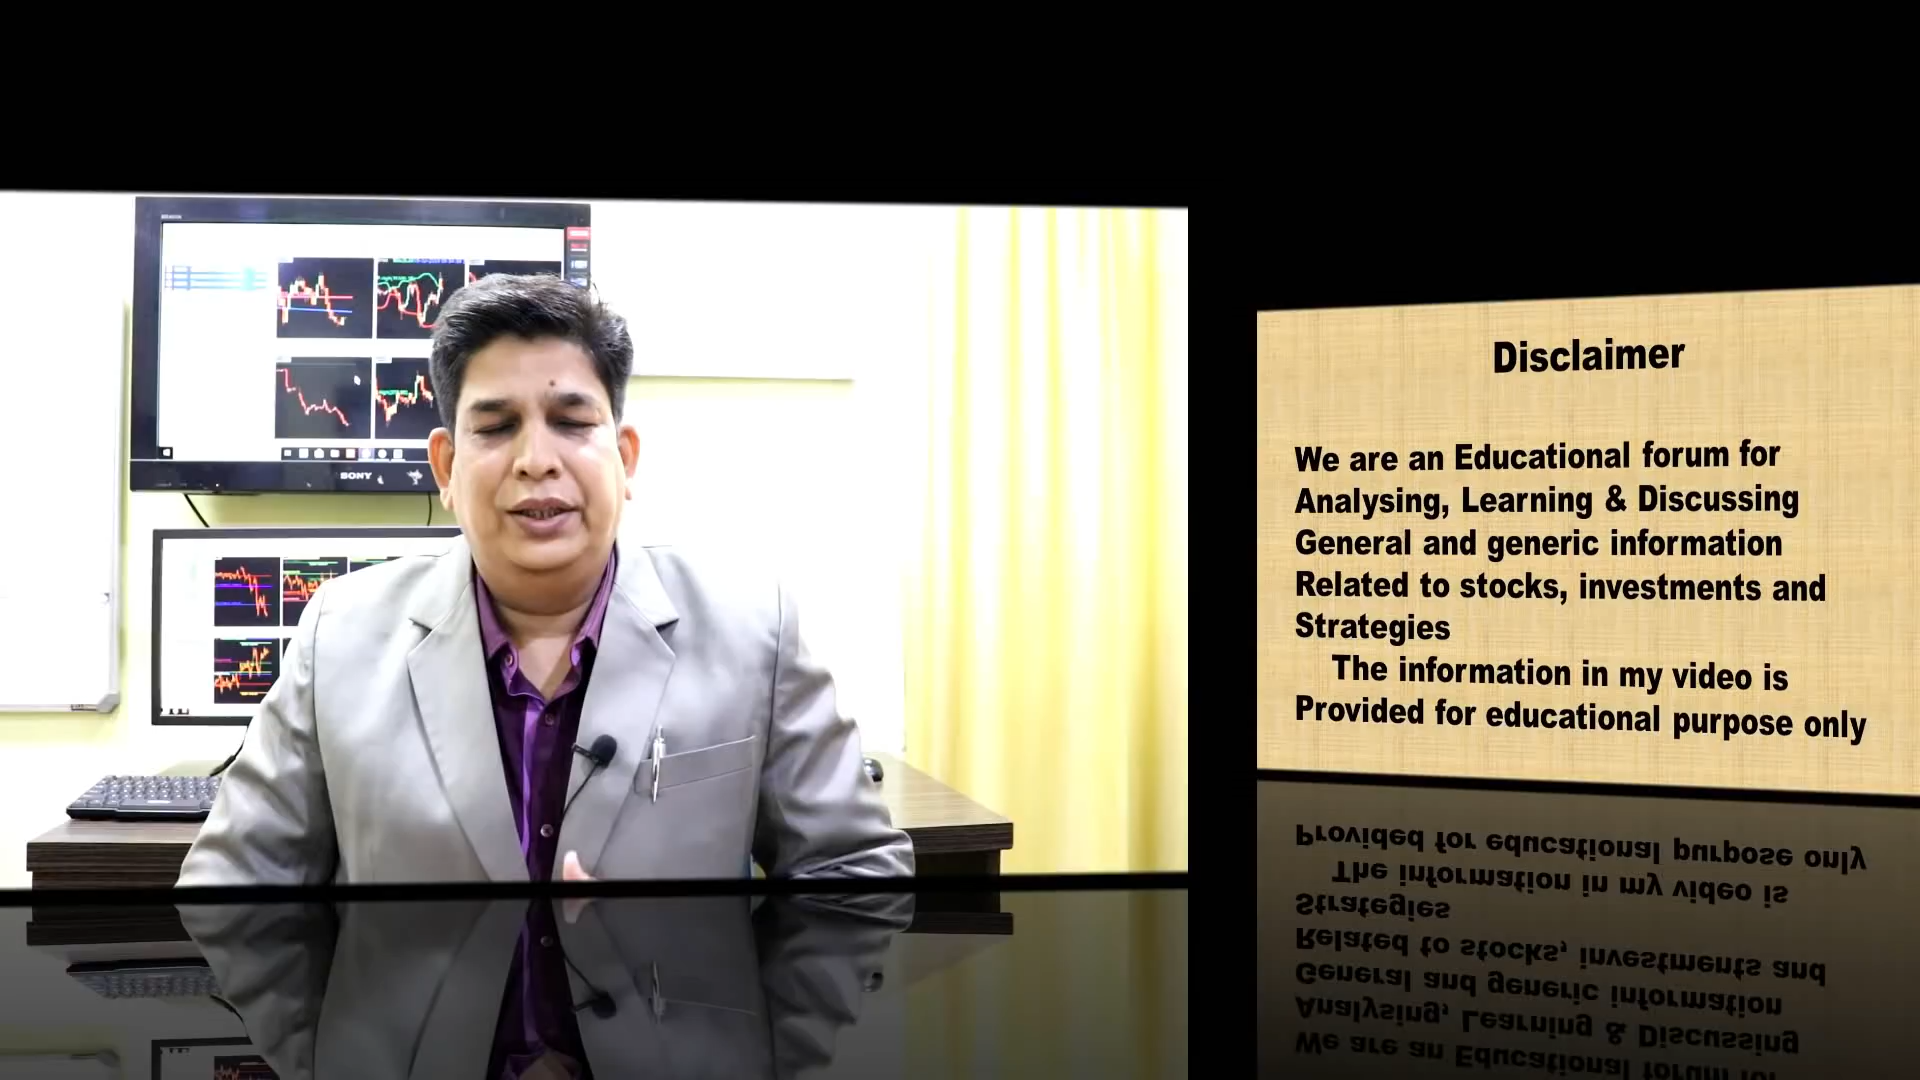 SONY
Disclaimer
We are an Educational forum for
Analysing, Learning & Discussing
General and generic information
Related to stocks, investments and
Strategies
The information in my video is
Provided for educational purpose only